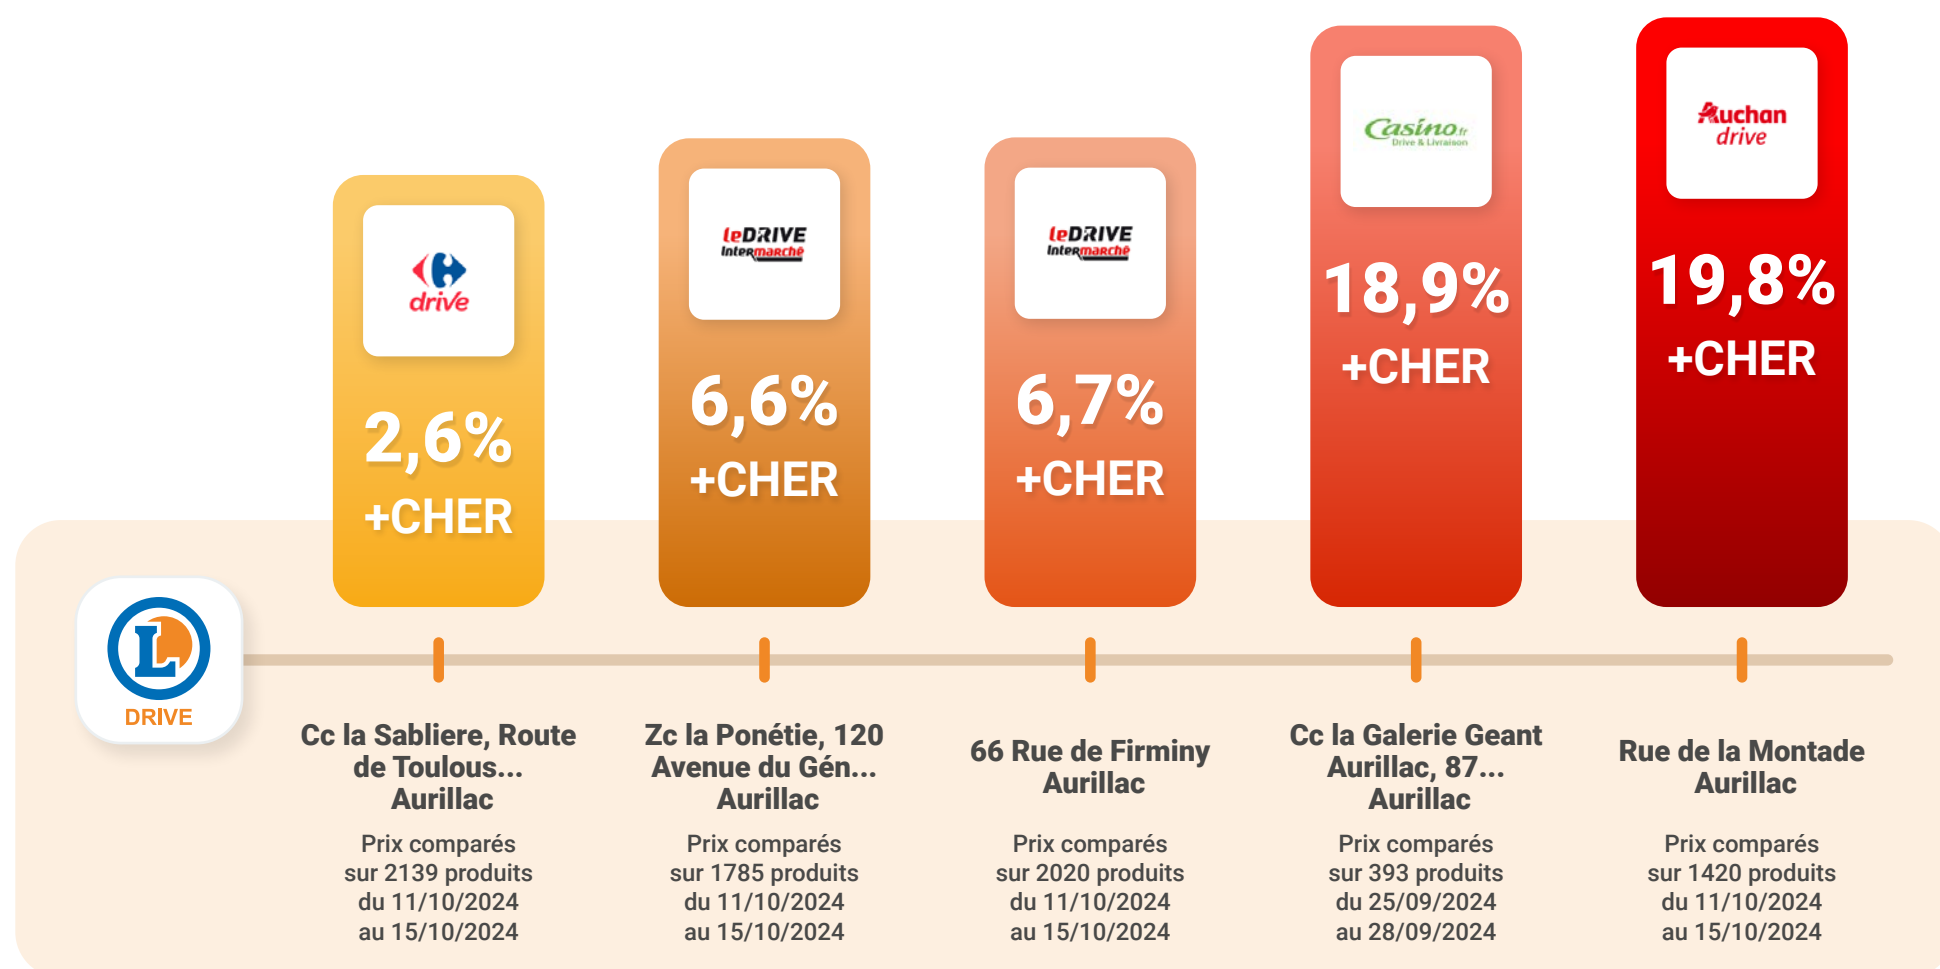 drive
2,6%
+CHER
leDRIVE
Intermarché
6,6%
+CHER
leDRIVE
Intermarché
6,7%
+CHER
Casino.fr
Drive & Livraison
18,9%
+CHER
Auchan
drive
19,8%
+CHER
L
DRIVE
Cc la Sabliere, Route
de Toulous...
Aurillac
Prix comparés
sur 2139 produits
du 11/10/2024
au 15/10/2024
Zc la Ponétie, 120
Avenue du Gén...
Aurillac
Prix comparés
sur 1785 produits
du 11/10/2024
au 15/10/2024
66 Rue de Firminy
Aurillac
Prix comparés
sur 2020 produits
du 11/10/2024
au 15/10/2024
Cc la Galerie Geant
Aurillac, 87...
Aurillac
Prix comparés
sur 393 produits
du 25/09/2024
au 28/09/2024
Rue de la Montade
Aurillac
Prix comparés
sur 1420 produits
du 11/10/2024
au 15/10/2024